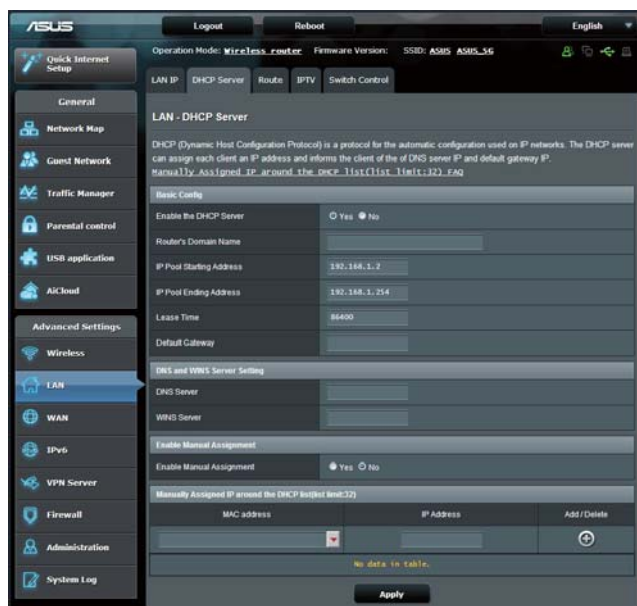 ASUS
Logout
Reboot
English
Quick Internet Setup
Operation Mode: Wireless router Firmware Version: SSID: ASUS ASUS_5G
LAN IP
DHCP Server
Route
IPTV
Switch Control
General
Network Map
Guest Network
Traffic Manager
Parental control
USB application
AiCloud
Advanced Settings
Wireless
LAN
WAN
IPv6
VPN Server
Firewall
Administration
System Log
LAN - DHCP Server
DHCP (Dynamic Host Configuration Protocol) is a protocol for the automatic configuration used on IP networks. The DHCP server
can assign each client an IP address and informs the client of the of DNS server IP and default gateway IP.
Manually Assigned IP around the DHCP list(list limit:32) FAQ
Basic Config
Enable the DHCP Server Yes No
Router's Domain Name
IP Pool Starting Address 192.168.1.2
IP Pool Ending Address 192.168.1.254
Lease Time 86400
Default Gateway
DNS and WINS Server Setting
DNS Server
WINS Server
Enable Manual Assignment
Enable Manual Assignment Yes No
Manually Assigned IP around the DHCP list(list limit:32)
MAC address IP Address Add / Delete
No data in table.
Apply